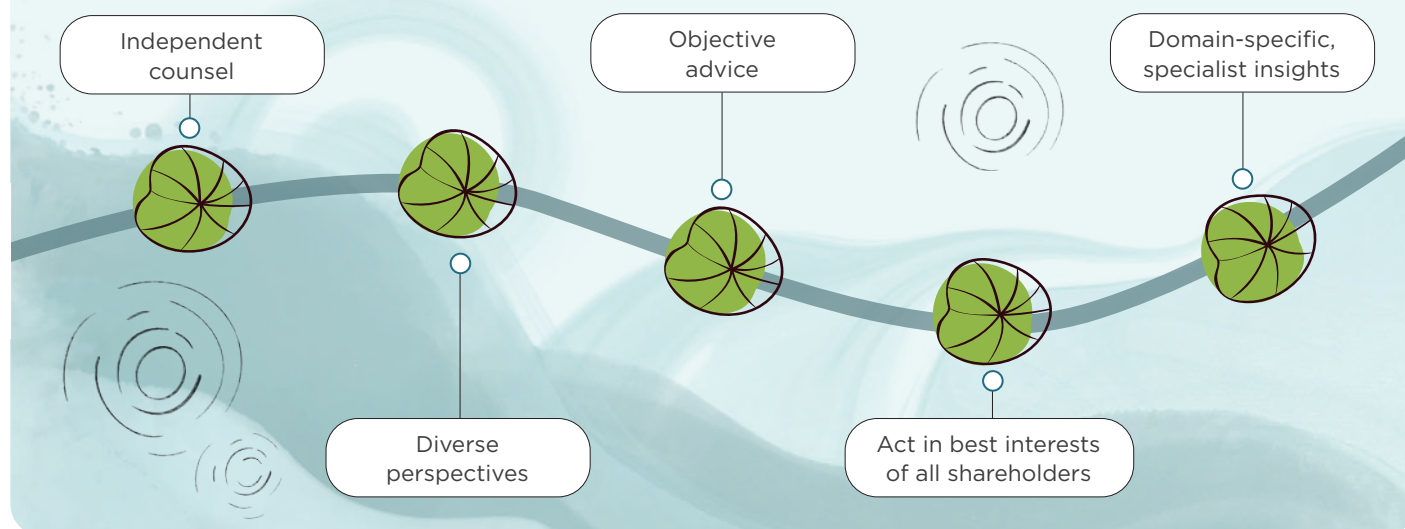 Independent
counsel
Diverse
perspectives
Objective
advice
Act in best interests
of all shareholders
Domain-specific,
specialist insights